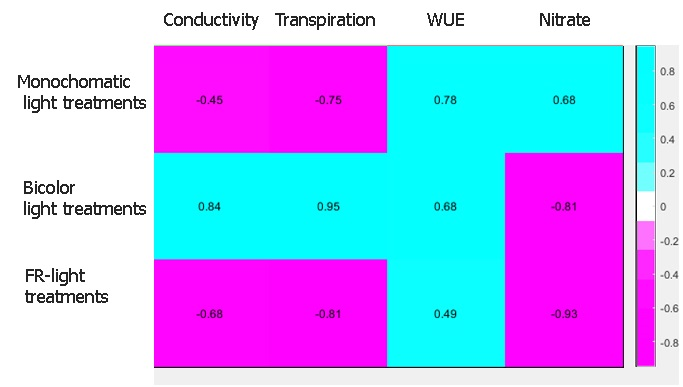 Conductivity Transpiration WUE Nitrate
Monochomatic
light treatments
-0.45 -0.75 0.78 0.68
Bicolor
light treatments
0.84 0.95 0.68 -0.81
FR-light
treatments
-0.68 -0.81 0.49 -0.93
0.8
0.6
0.4
0.2
0
-0.2
-0.4
-0.6
-0.8